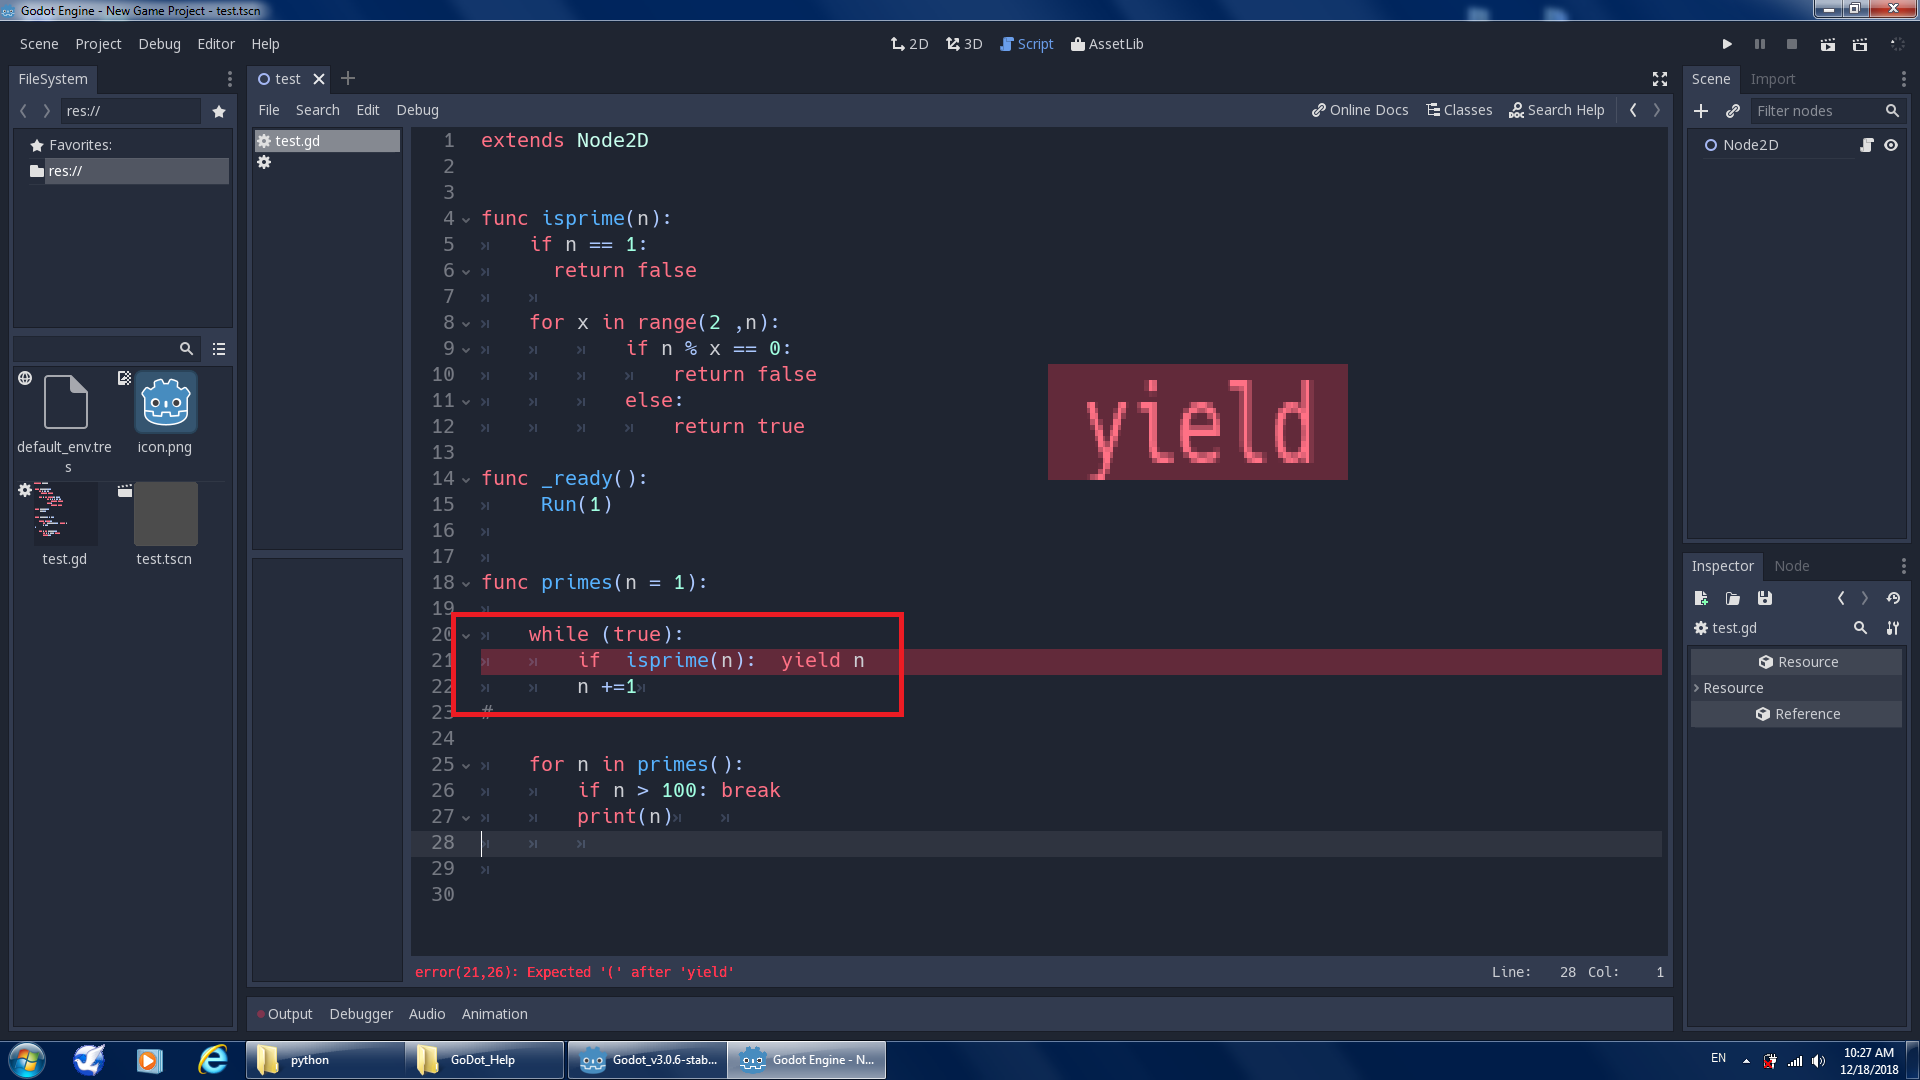 Godot Engine - New Game Project - test.tscn
Scene Project Debug Editor Help
2D 3D Script AssetLib
FileSystem
res://
Favorites:
res://
default_env.tres
icon.png
test.gd
test.tscn
test
File Search Edit Debug
Online Docs Classes Search Help
test.gd
1 extends Node2D
2
3
4 func isprime(n):
5 if n == 1:
6 return false
7
8 for x in range(2 ,n):
9 if n % x == 0:
10 return false
11 else:
12 return true
13
14 func _ready():
15 Run(1)
16
17
18 func primes(n = 1):
19
20 while (true):
21 if isprime(n): yield n
22 n +=1
23 #
24
25 for n in primes():
26 if n > 100: break
27 print(n)
28
29
30
yield
error(21,26): Expected '(' after 'yield'
Line: 28 Col: 1
Output Debugger Audio Animation
Scene Import
Filter nodes
Node2D
Inspector Node
test.gd
Resource
Resource
Reference
python
GoDot_Help
Godot_v3.0.6-stab...
Godot Engine - N...
EN
10:27 AM
12/18/2018